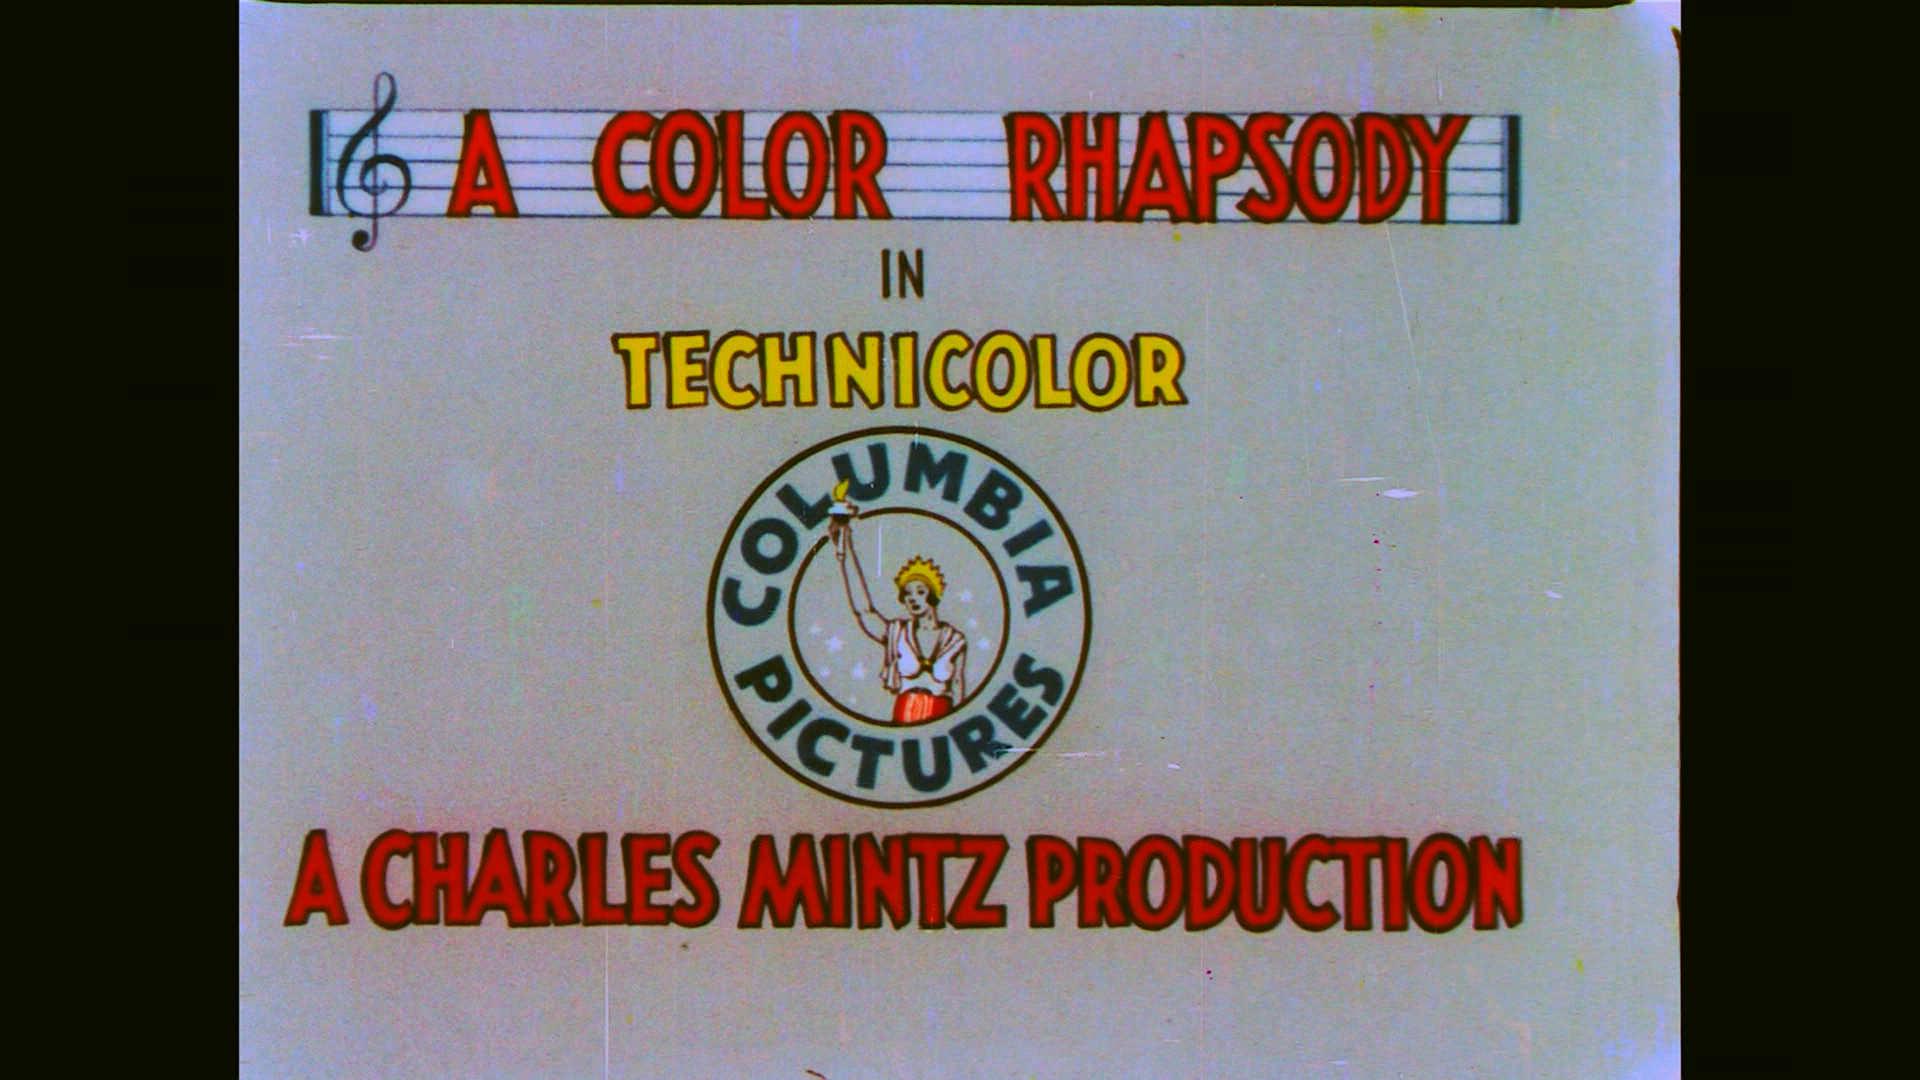 A COLOR RHAPSODY
IN
TECHNICOLOR
COLUMBIA
PICTURES
A CHARLES MINTZ PRODUCTION